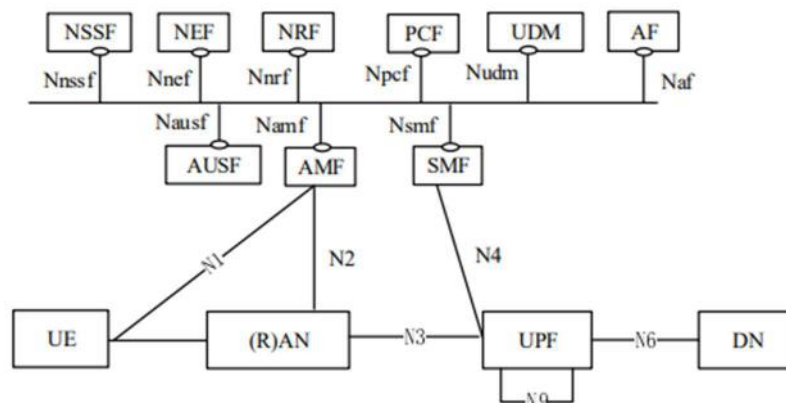 NSSF NEF NRF PCF UDM AF
Nnssf Nnef Nnrf Npcf Nudm Naf
Nausf Namf Nsmf
AUSF AMF SMF
N1 N2 N4
UE (R)AN N3 UPF N6 DN
N9